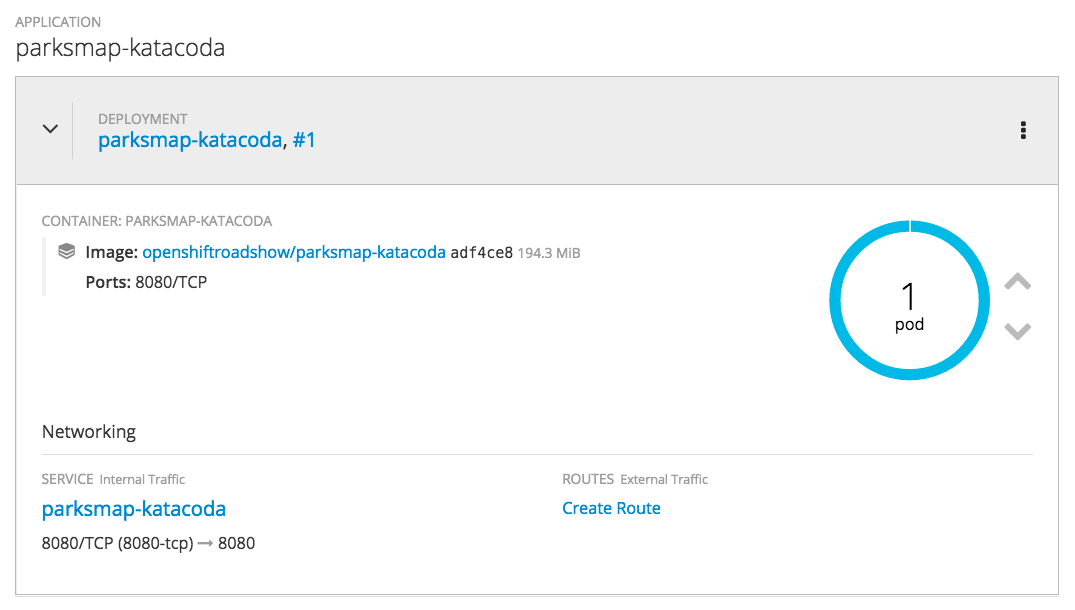 APPLICATION
parksmap-katacoda
DEPLOYMENT
parksmap-katacoda, #1
CONTAINER: PARKSMAP-KATACODA
Image: openshiftroadshow/parksmap-katacoda adf4ce8 194.3 MiB
Ports: 8080/TCP
1
pod
Networking
SERVICE Internal Traffic
parksmap-katacoda
8080/TCP (8080-tcp) → 8080
ROUTES External Traffic
Create Route